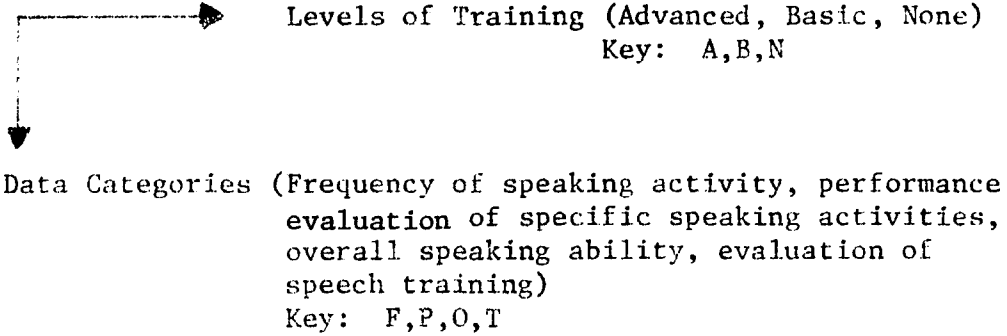 Levels of Training (Advanced, Basic, None)
Key: A,B,N
Data Categories (Frequency of speaking activity, performance
evaluation of specific speaking activities,
overall speaking ability, evaluation of
speech training)
Key: F,P,O,T